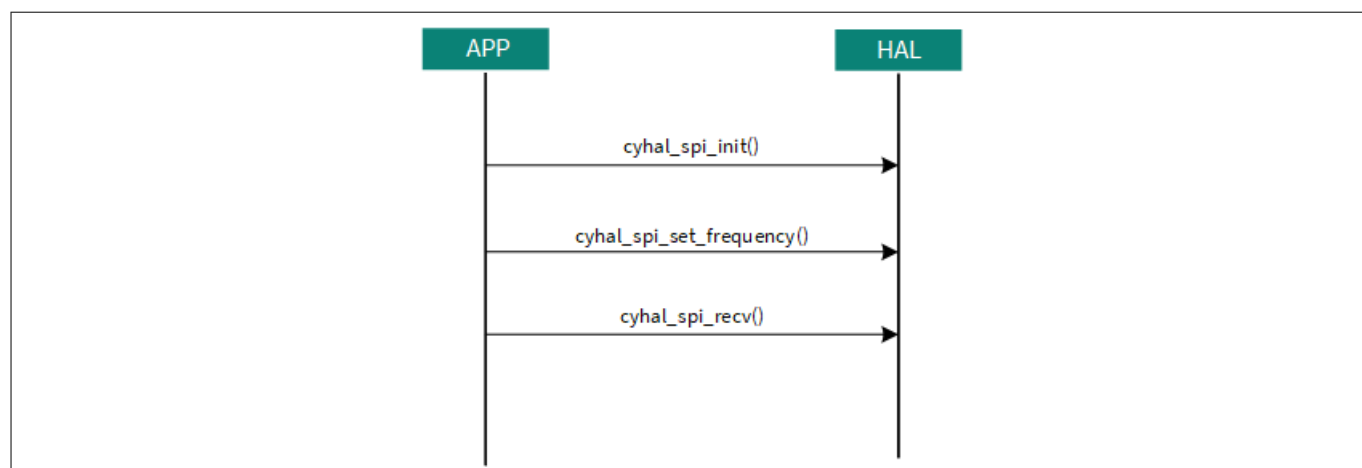 APP
HAL
cyhal_spi_init()
cyhal_spi_set_frequency()
cyhal_spi_recv()